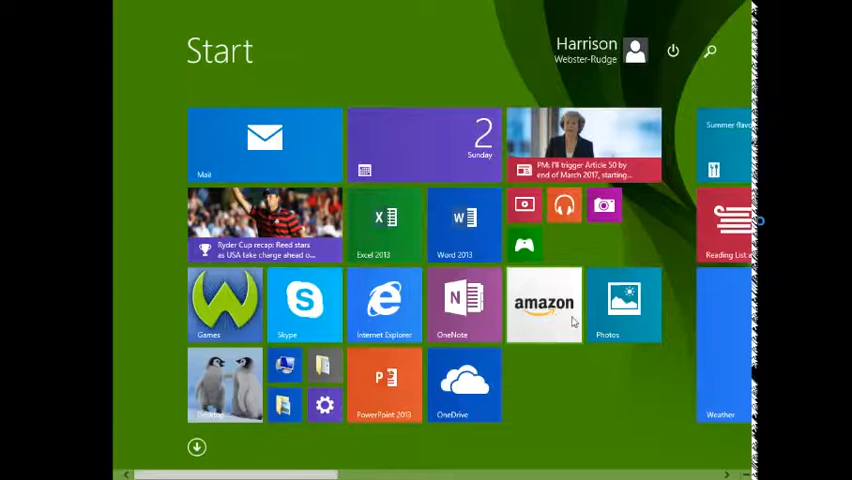 Start
Harrison
Webster-Rudge
Mail
2
Sunday
PM: I'll trigger Article 50 by
end of March 2017, starting...
Summer flavo
Ryder Cup recap: Reed stars
as USA take charge ahead o...
Excel 2013
Word 2013
Reading List a
Games
Skype
Internet Explorer
OneNote
amazon
Photos
Desktop
PowerPoint 2013
OneDrive
Weather